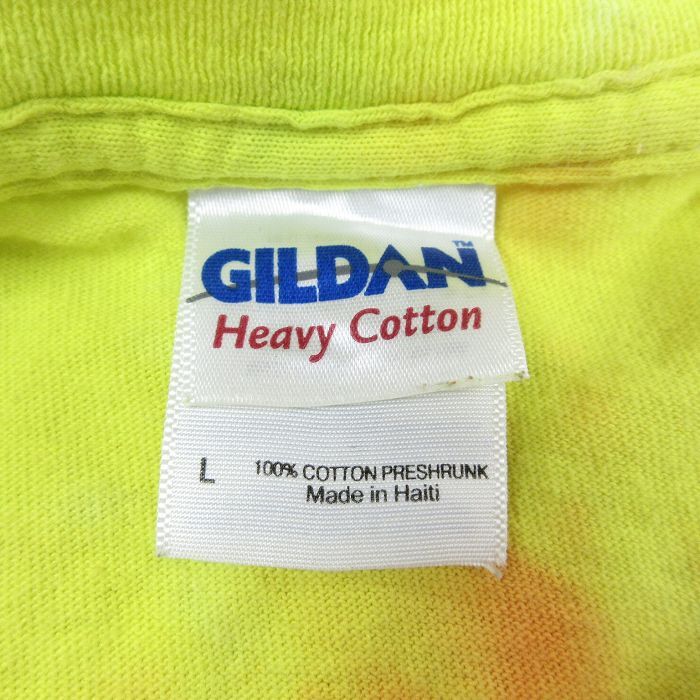 GILDAN™
Heavy Cotton
L 100% COTTON PRESHRUNK
Made in Haiti